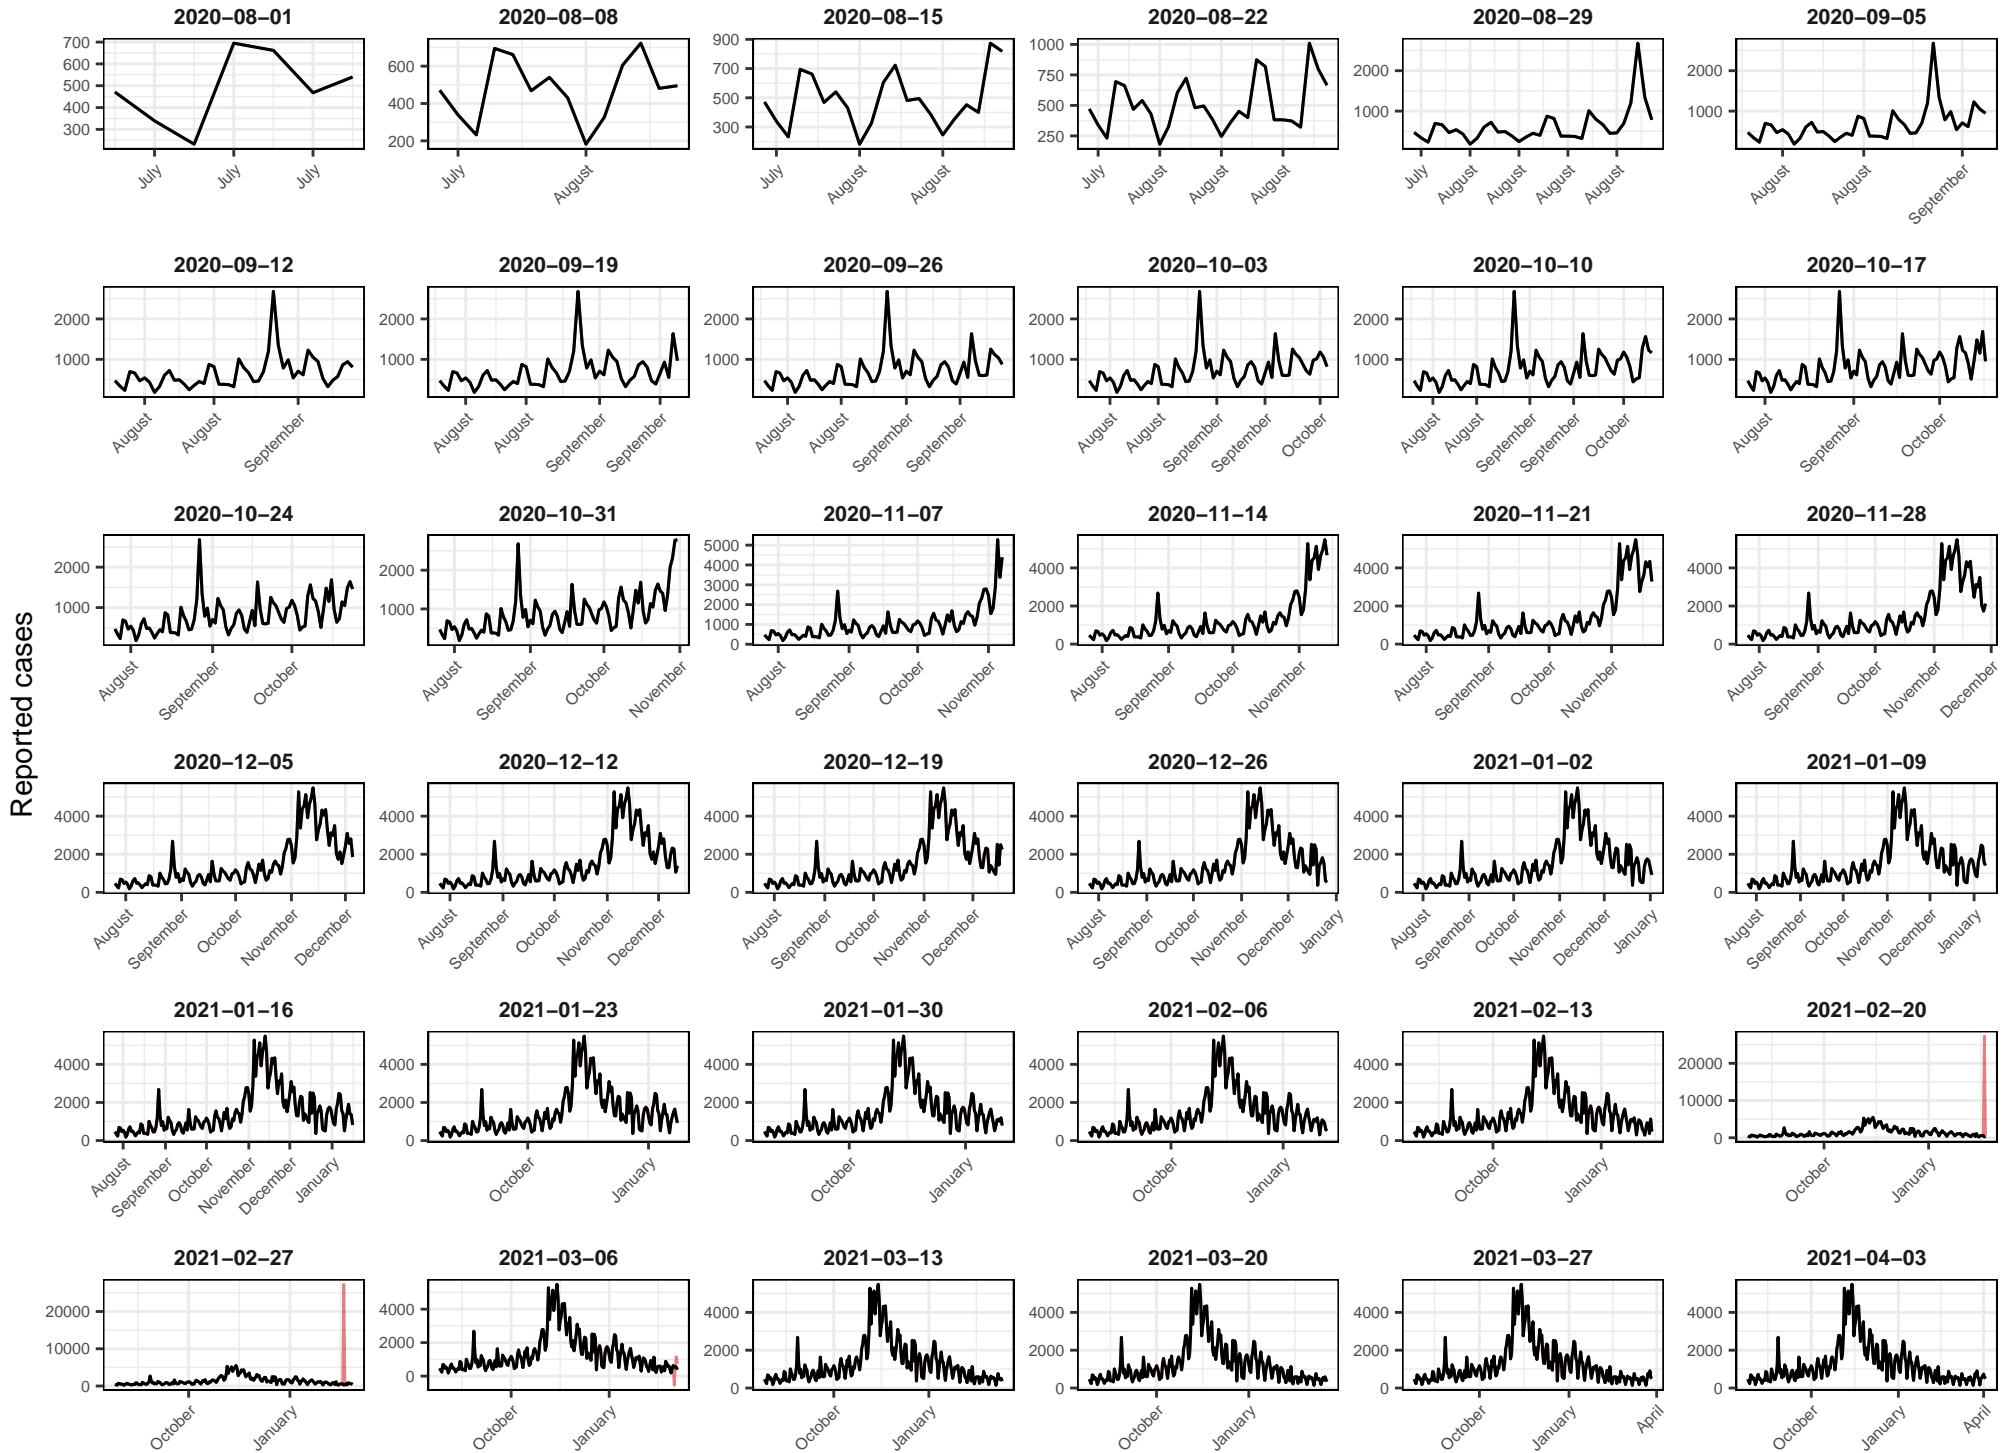 Reported cases
2020−08−01
700
600
500
400
300
July
July
July
2020−08−08
600
400
200
July
August
2020−08−15
900
700
500
300
July
August
August
2020−08−22
1000
750
500
250
July
August
August
August
2020−08−29
2000
1000
July
August
August
August
August
2020−09−05
2000
1000
August
August
September
2020−09−12
2000
1000
August
August
September
2020−09−19
2000
1000
August
August
September
September
2020−09−26
2000
1000
August
August
September
September
2020−10−03
2000
1000
August
August
September
September
October
2020−10−10
2000
1000
August
August
September
September
October
2020−10−17
2000
1000
August
September
October
2020−10−24
2000
1000
August
September
October
2020−10−31
2000
1000
August
September
October
November
2020−11−07
5000
4000
3000
2000
1000
0
August
September
October
November
2020−11−14
4000
2000
0
August
September
October
November
2020−11−21
4000
2000
0
August
September
October
November
2020−11−28
4000
2000
0
August
September
October
November
December
2020−12−05
4000
2000
0
August
September
October
November
December
2020−12−12
4000
2000
0
August
September
October
November
December
2020−12−19
4000
2000
0
August
September
October
November
December
2020−12−26
4000
2000
0
August
September
October
November
December
January
2021−01−02
4000
2000
0
August
September
October
November
December
January
2021−01−09
4000
2000
0
August
September
October
November
December
January
2021−01−16
4000
2000
0
August
September
October
November
December
January
2021−01−23
4000
2000
0
October
January
2021−01−30
4000
2000
0
October
January
2021−02−06
4000
2000
0
October
January
2021−02−13
4000
2000
0
October
January
2021−02−20
20000
10000
0
October
January
2021−02−27
20000
10000
0
October
January
2021−03−06
4000
2000
0
October
January
2021−03−13
4000
2000
0
October
January
2021−03−20
4000
2000
0
October
January
2021−03−27
4000
2000
0
October
January
April
2021−04−03
4000
2000
0
October
January
April